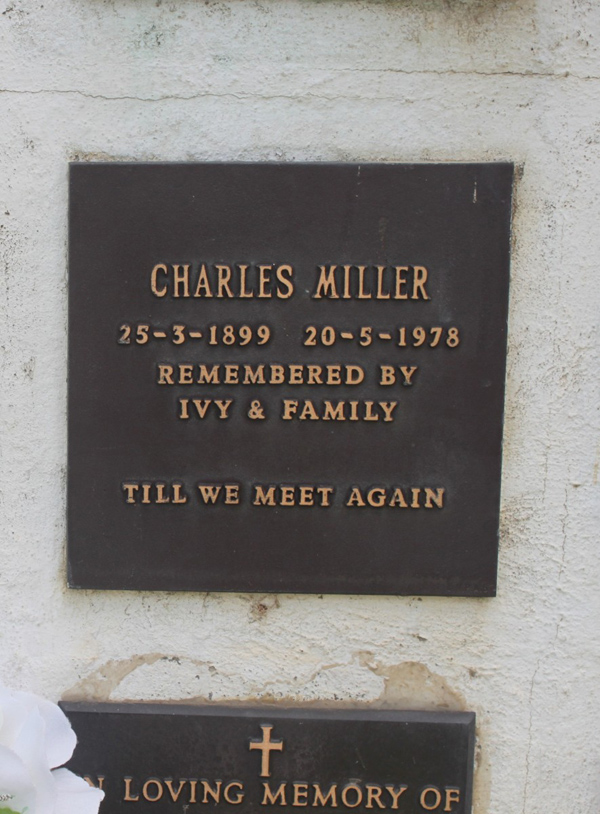 CHARLES MILLER
25-3-1899 20-5-1978
REMEMBERED BY
IVY & FAMILY
TILL WE MEET AGAIN
IN LOVING MEMORY OF